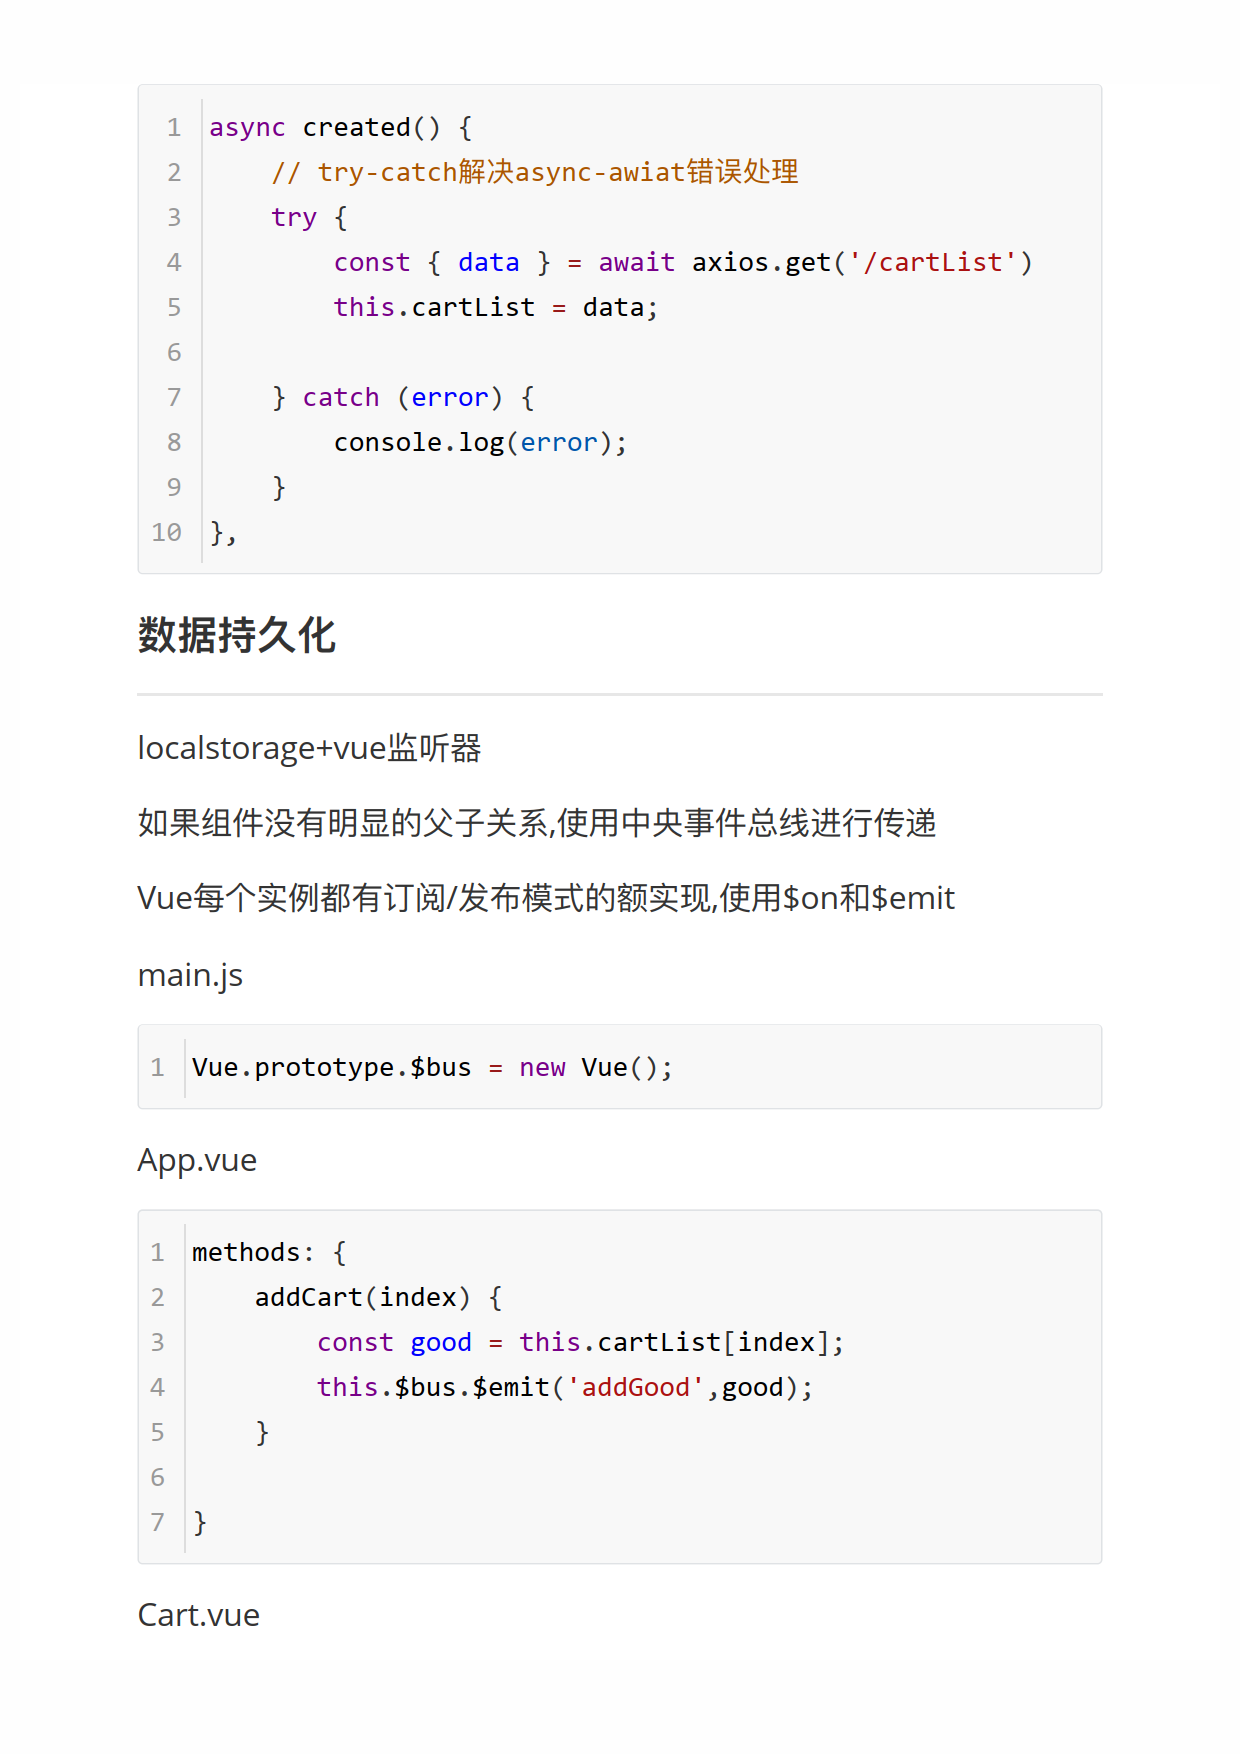 1 async created() {
2     // try-catch解决async-awiat错误处理
3     try {
4         const { data } = await axios.get('/cartList')
5         this.cartList = data;
6
7     } catch (error) {
8         console.log(error);
9     }
10 },
数据持久化
localstorage+vue监听器
如果组件没有明显的父子关系,使用中央事件总线进行传递
Vue每个实例都有订阅/发布模式的额实现,使用$on和$emit
main.js
1 Vue.prototype.$bus = new Vue();
App.vue
1 methods: {
2     addCart(index) {
3         const good = this.cartList[index];
4         this.$bus.$emit('addGood',good);
5     }
6
7 }
Cart.vue